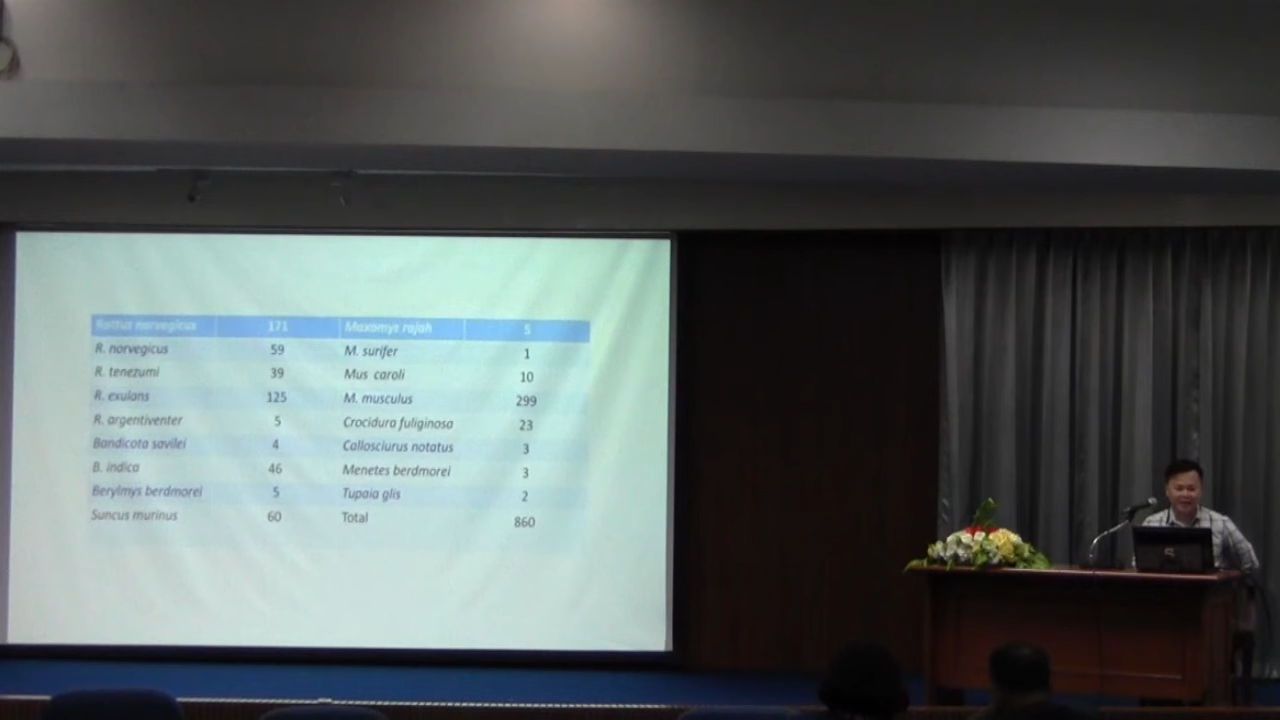 Rattus norvegicus 171 Maxomys rajah 5
R. norvegicus 59 M. surifer 1
R. tenezumi 39 Mus caroli 10
R. exulans 125 M. musculus 299
R. argentiventer 5 Crocidura fuliginosa 23
Bandicota savilei 4 Callosciurus notatus 3
B. indica 46 Menetes berdmorei 3
Berylmys berdmorei 5 Tupaia glis 2
Suncus murinus 60 Total 860